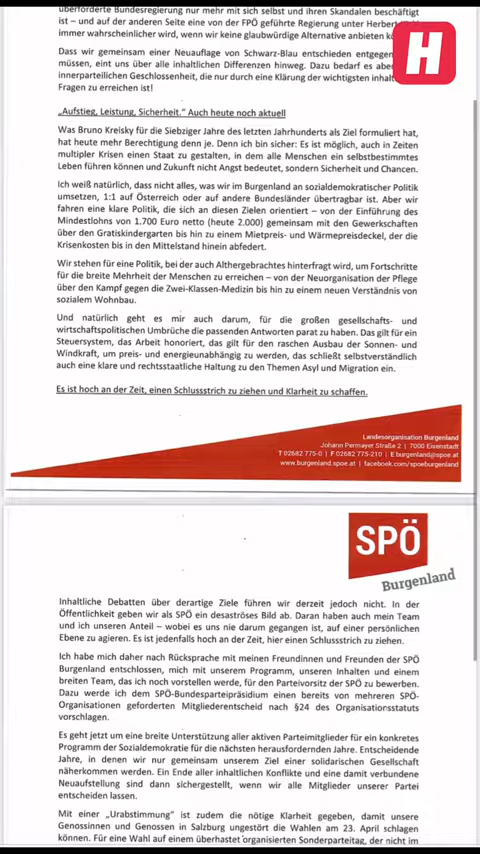 überforderte Bundesregierung nur mehr mit sich selbst und ihren Skandalen beschäftigt
ist – und auf der anderen Seite eine von der FPÖ geführte Regierung unter Herbert
immer wahrscheinlicher wird, wenn wir keine glaubwürdige Alternative anbieten
H
Dass wir gemeinsam einer Neuauflage von Schwarz-Blau entschieden
müssen, eint uns über alle inhaltlichen Differenzen hinweg. Dazu bedarf es
innerparteilichen Geschlossenheit, die nur durch eine Klärung der wichtigsten
Fragen zu erreichen ist!
„Aufstieg, Leistung, Sicherheit.“ Auch heute noch aktuell
Was Bruno Kreisky für die Siebziger Jahre des letzten Jahrhunderts als Ziel formuliert hat,
hat heute mehr Berechtigung denn je. Denn ich bin sicher: Es ist möglich, auch in Zeiten
multipler Krisen einen Staat zu gestalten, in dem alle Menschen ein selbstbestimmtes
Leben führen können und Zukunft nicht Angst bedeutet, sondern Sicherheit und Chancen.
Ich weiß natürlich, dass nicht alles, was wir im Burgenland an sozialdemokratischer Politik
umsetzen, 1:1 auf Österreich oder auf andere Bundesländer übertragbar ist. Aber wir
fahren eine klare Politik, die sich an diesen Zielen orientiert – von der Einführung des
Mindestlohns von 1.700 Euro netto (heute 2.000) gemeinsam mit den Gewerkschaften
über den Gratiskindergarten bis hin zu einem Mietpreis- und Wärmepreisdeckel, der die
Krisenkosten bis in den Mittelstand hinein abfedert.
Wir stehen für eine Politik, bei der auch Althergebrachtes hinterfragt wird, um Fortschritte
für die breite Mehrheit der Menschen zu erreichen – von der Neuorganisation der Pflege
über den Kampf gegen die Zwei-Klassen-Medizin bis hin zu einem neuen Verständnis von
sozialem Wohnbau.
Und natürlich geht es mir auch darum, für die großen gesellschafts- und
wirtschaftspolitischen Umbrüche die passenden Antworten parat zu haben. Das gilt für ein
Steuersystem, das Arbeit honoriert, das gilt für den raschen Ausbau der Sonnen- und
Windkraft, um preis- und energieunabhängig zu werden, das schließt selbstverständlich
auch eine klare und rechtsstaatliche Haltung zu den Themen Asyl und Migration ein.
Es ist hoch an der Zeit, einen Schlussstrich zu ziehen und Klarheit zu schaffen.
Landesorganisation Burgenland
Johann Permayer Straße 2 | 7000 Eisenstadt
T 02682 775-0 | F 02682 775-210 | E burgenland@spoe.at
www.burgenland.spoe.at | facebook.com/spoeburgenland
SPÖ
Burgenland
Inhaltliche Debatten über derartige Ziele führen wir derzeit jedoch nicht. In der
Öffentlichkeit geben wir als SPÖ ein desaströses Bild ab. Daran haben auch mein Team
und ich unseren Anteil – wobei es uns nie darum gegangen ist, auf einer persönlichen
Ebene zu agieren. Es ist jedenfalls hoch an der Zeit, hier einen Schlussstrich zu ziehen.
Ich habe mich daher nach Rücksprache mit meinen Freundinnen und Freunden der SPÖ
Burgenland entschlossen, mich mit unserem Programm, unseren Inhalten und einem
breiten Team, das ich noch vorstellen werde, für den Parteivorsitz der SPÖ zu bewerben.
Dazu werde ich dem SPÖ-Bundesparteipräsidium einen bereits von mehreren SPÖ-
Organisationen geforderten Mitgliederentscheid nach §24 des Organisationsstatuts
vorschlagen.
Es geht jetzt um eine breite Unterstützung aller aktiven Parteimitglieder für ein konkretes
Programm der Sozialdemokratie für die nächsten herausfordernden Jahre. Entscheidende
Jahre, in denen wir nur gemeinsam unserem Ziel einer solidarischen Gesellschaft
näherkommen werden. Ein Ende aller inhaltlichen Konflikte und eine damit verbundene
Neuaufstellung sind dann sichergestellt, wenn wir alle Mitglieder unserer Partei
entscheiden lassen.
Mit einer „Urabstimmung“ ist zudem die nötige Klarheit gegeben, damit unsere
Genossinnen und Genossen in Salzburg ungestört die Wahlen am 23. April schlagen
können. Für eine Wahl auf einem überhastet organisierten Sonderparteitag, der nicht im